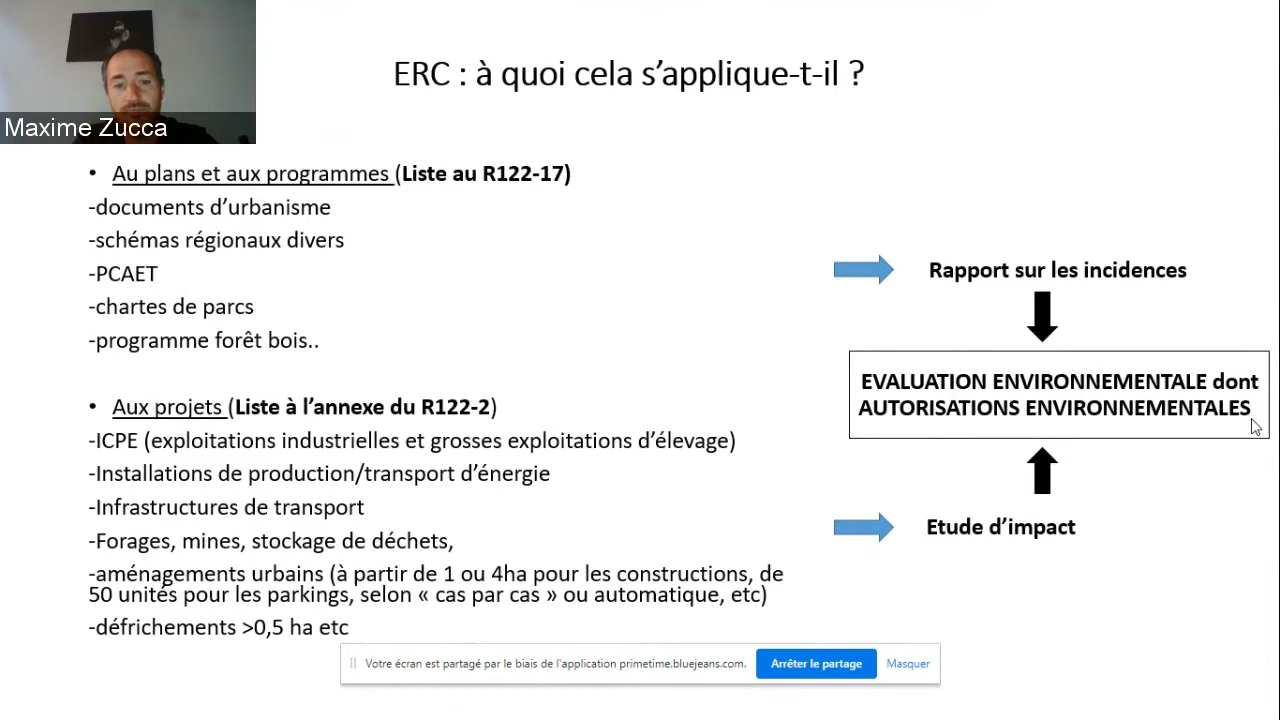 Maxime Zucca
ERC : à quoi cela s’applique-t-il ?
• Au plans et aux programmes (Liste au R122-17)
-documents d’urbanisme
-schémas régionaux divers
-PCAET
-chartes de parcs
-programme forêt bois..
• Aux projets (Liste à l’annexe du R122-2)
-ICPE (exploitations industrielles et grosses exploitations d’élevage)
-Installations de production/transport d’énergie
-Infrastructures de transport
-Forages, mines, stockage de déchets,
-aménagements urbains (à partir de 1 ou 4ha pour les constructions, de
50 unités pour les parkings, selon « cas par cas » ou automatique, etc)
-défrichements >0,5 ha etc
Rapport sur les incidences
EVALUATION ENVIRONNEMENTALE dont
AUTORISATIONS ENVIRONNEMENTALES
Etude d’impact
Votre écran est partagé par le biais de l'application primetime.bluejeans.com.
Arrêter le partage
Masquer